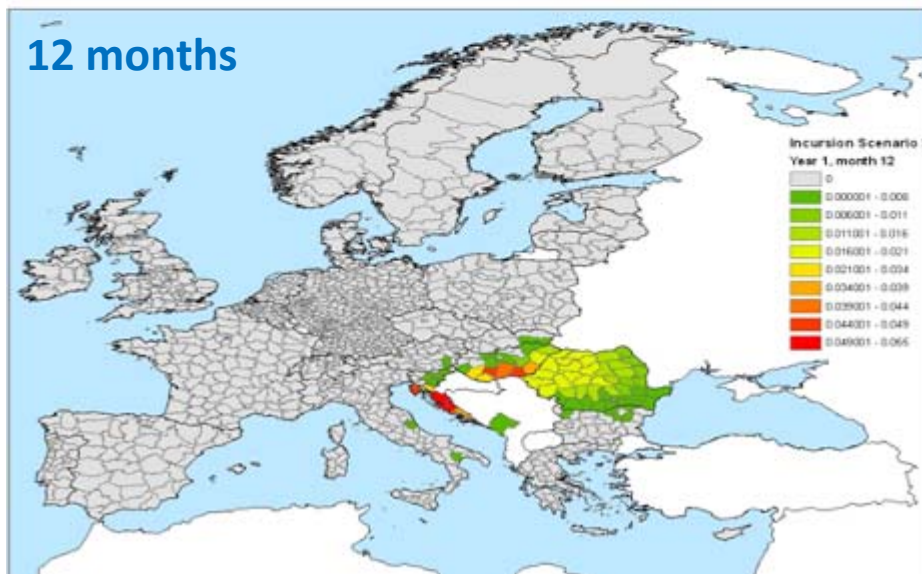 12 months
Incursion Scenario
Year 1, month 12
0
0.000001 - 0.006
0.006001 - 0.011
0.011001 - 0.016
0.016001 - 0.021
0.021001 - 0.034
0.034001 - 0.039
0.039001 - 0.044
0.044001 - 0.049
0.049001 - 0.055